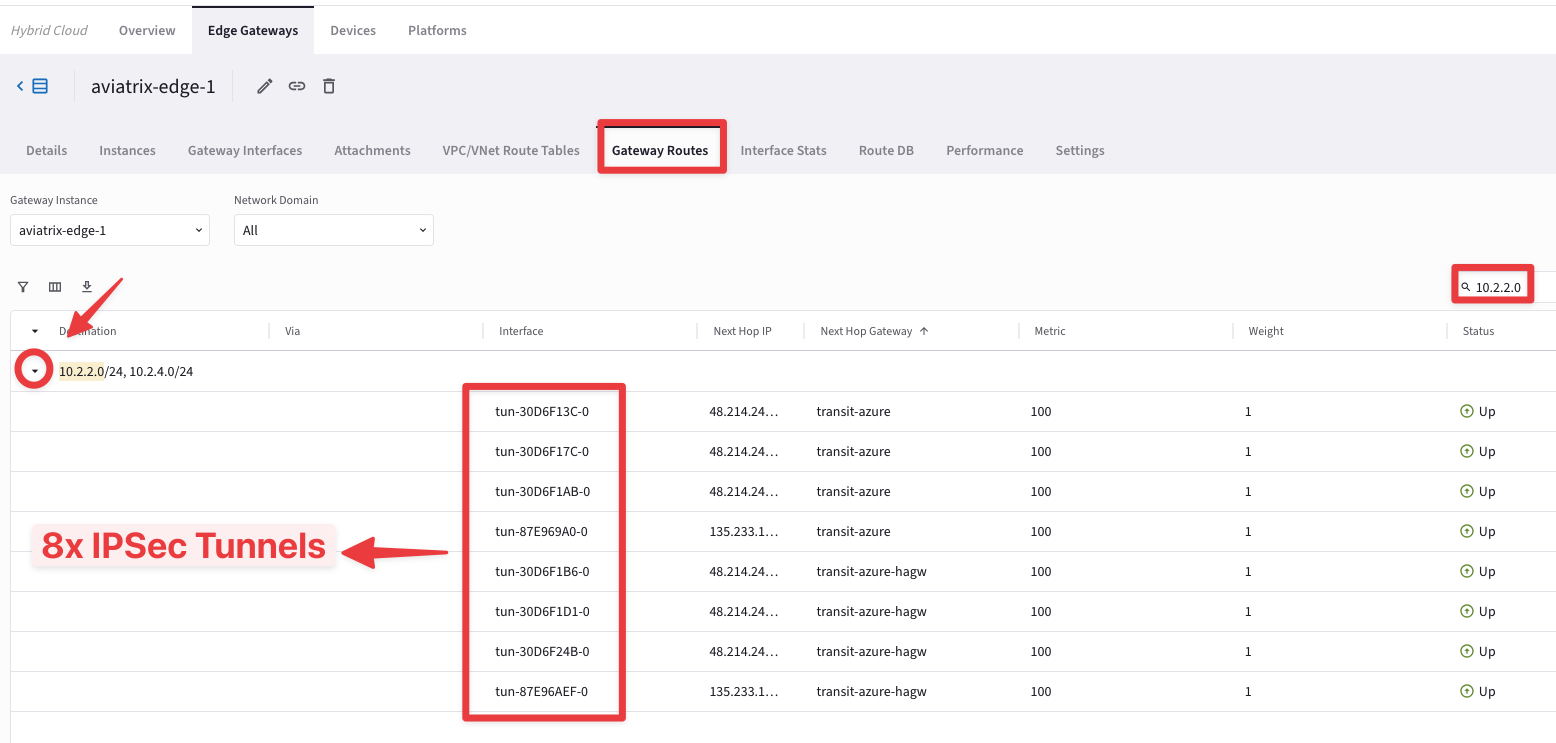 Hybrid Cloud Overview Edge Gateways Devices Platforms
aviatrix-edge-1
Details Instances Gateway Interfaces Attachments VPC/VNet Route Tables Gateway Routes Interface Stats Route DB Performance Settings
Gateway Instance Network Domain
aviatrix-edge-1 All
10.2.2.0
Destination Via Interface Next Hop IP Next Hop Gateway Metric Weight Status
10.2.2.0/24, 10.2.4.0/24
tun-30D6F13C-0 48.214.24… transit-azure 100 1 Up
tun-30D6F17C-0 48.214.24… transit-azure 100 1 Up
tun-30D6F1AB-0 48.214.24… transit-azure 100 1 Up
tun-87E969A0-0 135.233.1… transit-azure 100 1 Up
8x IPSec Tunnels
tun-30D6F1B6-0 48.214.24… transit-azure-hagw 100 1 Up
tun-30D6F1D1-0 48.214.24… transit-azure-hagw 100 1 Up
tun-30D6F24B-0 48.214.24… transit-azure-hagw 100 1 Up
tun-87E96AEF-0 135.233.1… transit-azure-hagw 100 1 Up